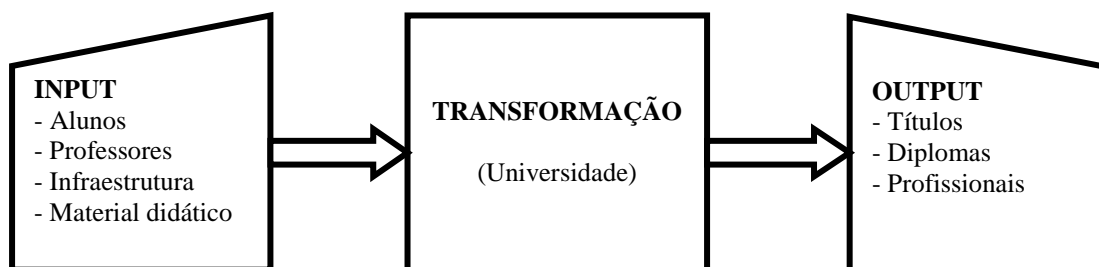 INPUT
- Alunos
- Professores
- Infraestrutura
- Material didático
TRANSFORMAÇÃO
(Universidade)
OUTPUT
- Títulos
- Diplomas
- Profissionais